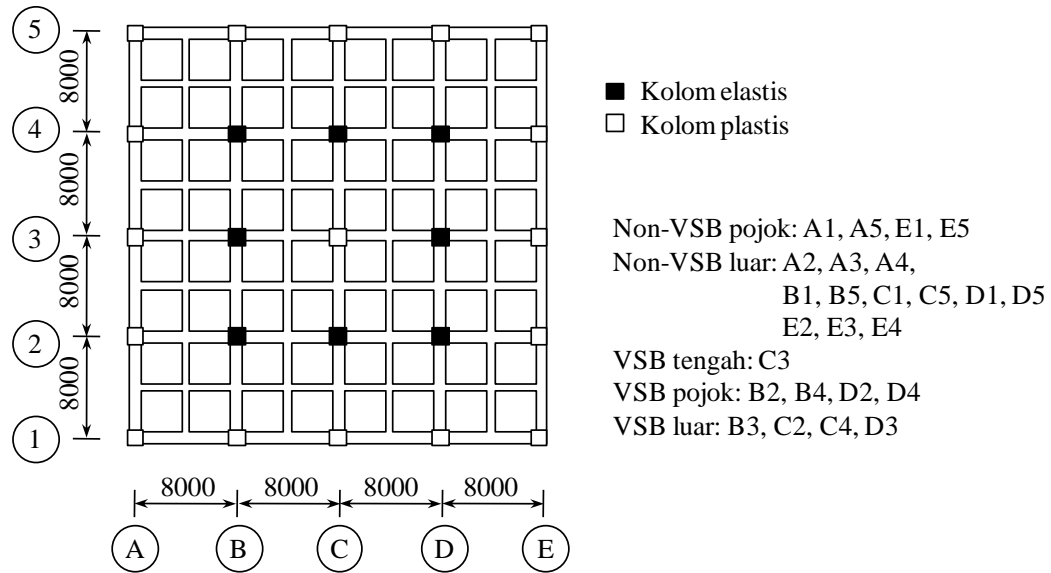 5
8000
4
8000
3
8000
2
8000
1
Kolom elastis
Kolom plastis
Non-VSB pojok: A1, A5, E1, E5
Non-VSB luar: A2, A3, A4,
B1, B5, C1, C5, D1, D5
E2, E3, E4
VSB tengah: C3
VSB pojok: B2, B4, D2, D4
VSB luar: B3, C2, C4, D3
8000 8000 8000 8000
A B C D E